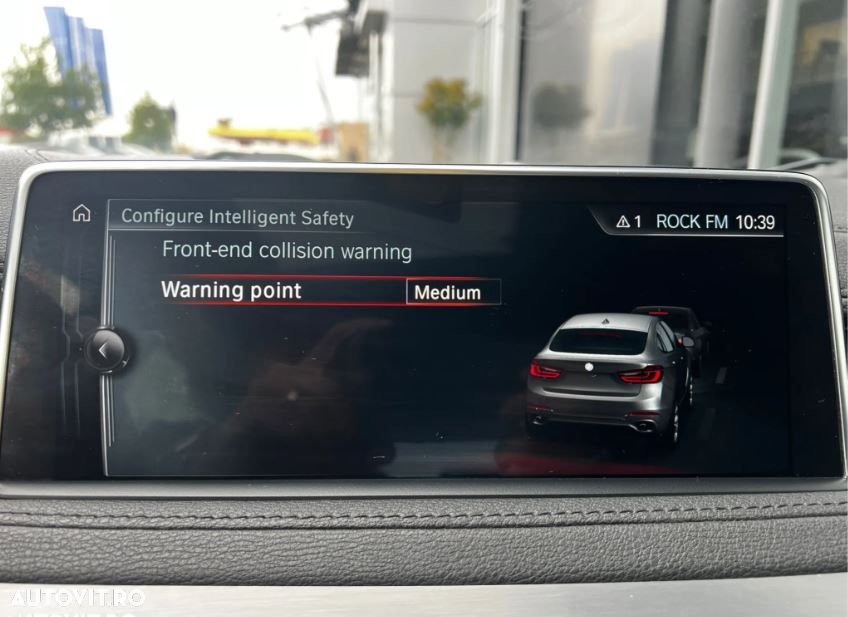 Configure Intelligent Safety
1 ROCK FM 10:39
Front-end collision warning
Warning point Medium
AUTOVIT.RO